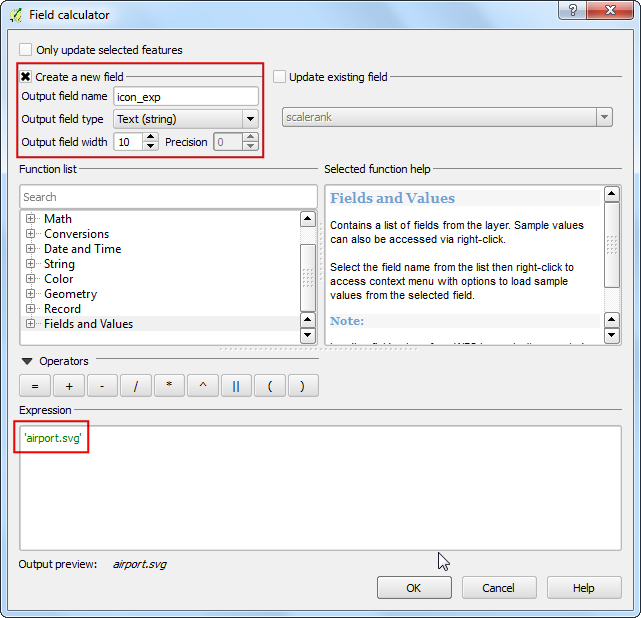 Field calculator
?
Only update selected features
Create a new field
Update existing field
Output field name icon_exp
Output field type Text (string)
scalerank
Output field width 10 Precision 0
Function list
Selected function help
Search
Math
Conversions
Date and Time
String
Color
Geometry
Record
Fields and Values
Fields and Values
Contains a list of fields from the layer. Sample values
can also be accessed via right-click.
Select the field name from the list then right-click to
access context menu with options to load sample
values from the selected field.
Note:
Operators
= + - / * ^ || ( )
Expression
'airport.svg'
Output preview: airport.svg
OK Cancel Help